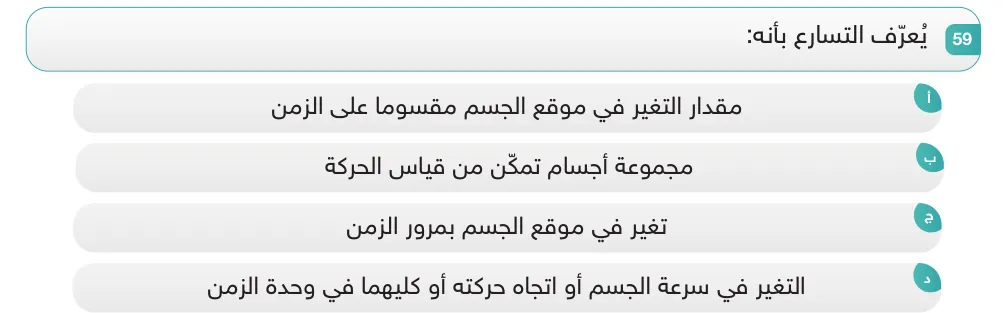 59 يُعرّف التسارع بأنه:
أ مقدار التغير في موقع الجسم مقسوما على الزمن
ب مجموعة أجسام تمكّن من قياس الحركة
ج تغير في موقع الجسم بمرور الزمن
د التغير في سرعة الجسم أو اتجاه حركته أو كليهما في وحدة الزمن